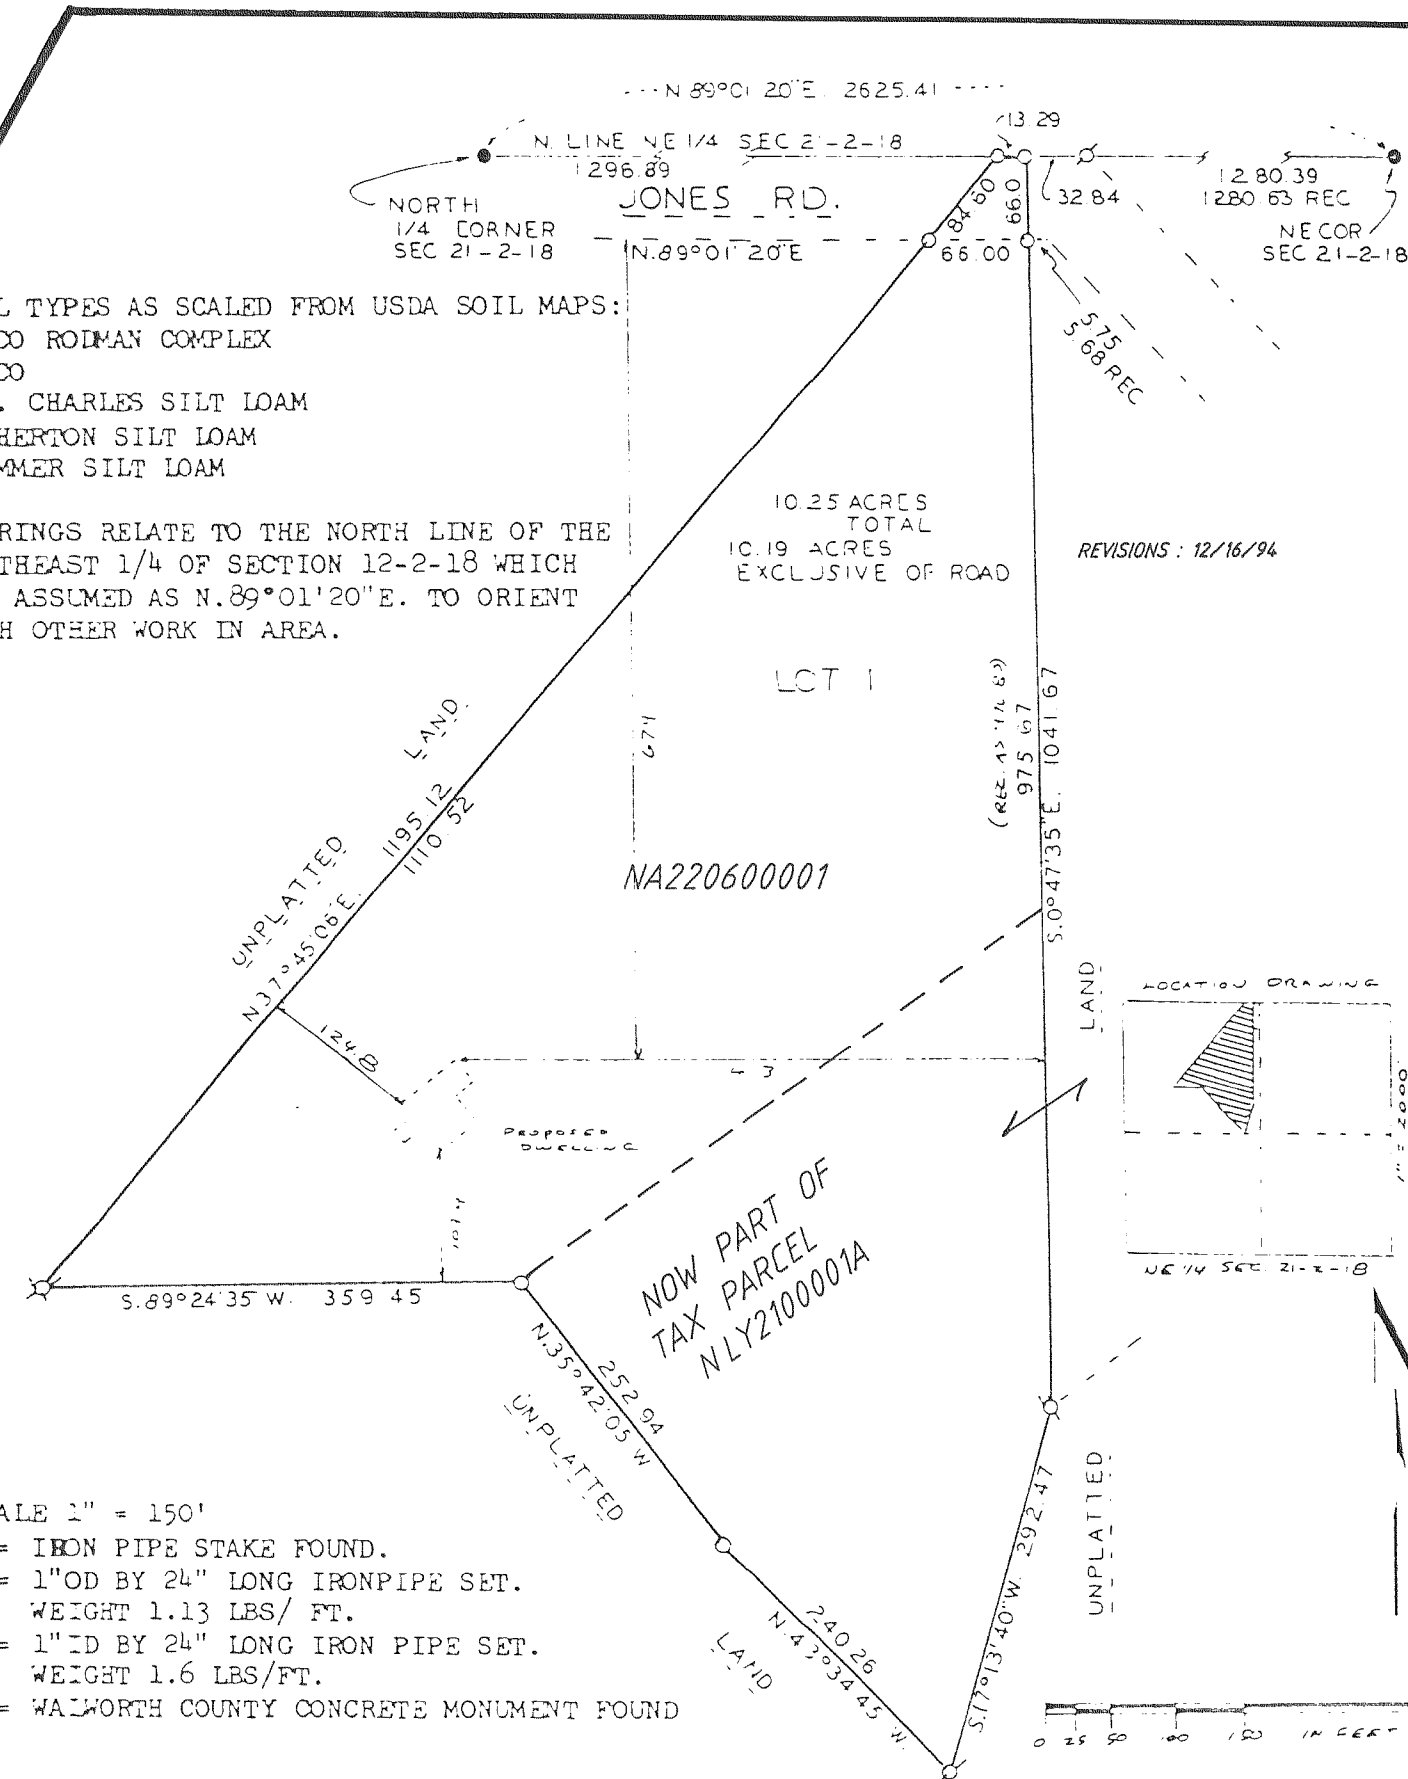 N 89°01 20"E. 2625.41
13.29
N. LINE NE 1/4 SEC 21-2-18
1296.89
JONES RD.
NORTH
1/4 CORNER
SEC 21-2-18
N.89°01'20"E
84.60
66.0
66.00
32.84
1280.39
1280.63 REC
NE COR
SEC 21-2-18
5.75
5.68 REC
L TYPES AS SCALED FROM USDA SOIL MAPS:
CO RODMAN COMPLEX
CO
. CHARLES SILT LOAM
HERTON SILT LOAM
MMER SILT LOAM
RINGS RELATE TO THE NORTH LINE OF THE
THEAST 1/4 OF SECTION 12-2-18 WHICH
ASSUMED AS N.89°01'20"E. TO ORIENT
H OTHER WORK IN AREA.
10.25 ACRES
TOTAL
10.19 ACRES
EXCLUSIVE OF ROAD
REVISIONS : 12/16/94
LOT 1
674
975.67
S.0°47'35"E. 1041.67
LAND
UNPLATTED
1195.12
1110.52
N37°45'06"E.
NA220600001
124.8
PROPOSED
DWELLING
LAND
LOCATION DRAWING
1" = 2000'
NE 1/4 SEC. 21-2-18
S.89°24'35 W. 359.45
NOW PART OF
TAX PARCEL
NLY2100001A
252.94
N.35°42'05 W
UNPLATTED
240.26
N.43°34'45 W.
LAND
S.17°13'40"W. 292.47
UNPLATTED
ALE 1" = 150'
= IRON PIPE STAKE FOUND.
= 1"OD BY 24" LONG IRONPIPE SET.
WEIGHT 1.13 LBS/ FT.
= 1"ID BY 24" LONG IRON PIPE SET.
WEIGHT 1.6 LBS/FT.
= WALWORTH COUNTY CONCRETE MONUMENT FOUND
0 25 50 100 150 IN FEET